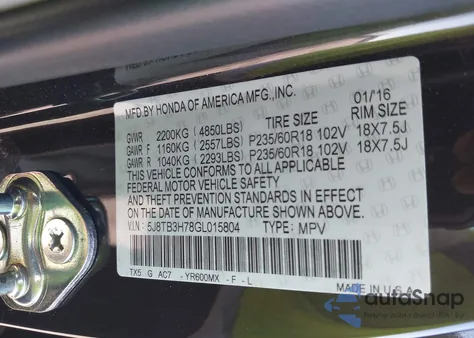 MFD.BY HONDA OF AMERICA MFG.,INC. 01/16
TIRE SIZE RIM SIZE
GVWR 2200KG (4850LBS)
GAWR F 1160KG (2557LBS) P235/60R18 102V 18X7.5J
GAWR R 1040KG (2293LBS) P235/60R18 102V 18X7.5J
THIS VEHICLE CONFORMS TO ALL APPLICABLE
FEDERAL MOTOR VEHICLE SAFETY
AND THEFT PREVENTION STANDARDS IN EFFECT
ON THE DATE OF MANUFACTURE SHOWN ABOVE.
V.I.N: 5J8TB3H78GL015804 TYPE: MPV
TX5 G AC7 -YR600MX -F -L
MADE IN U.S.A
autoSnap